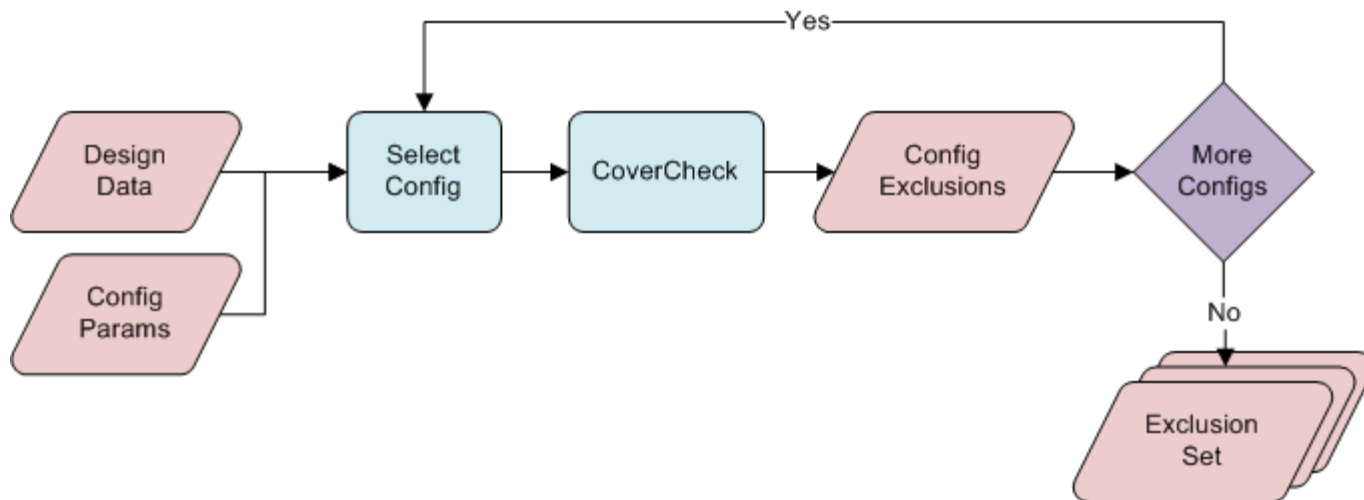 Yes
Design
Data
Select
Config
CoverCheck
Config
Exclusions
More
Configs
Config
Params
No
Exclusion
Set